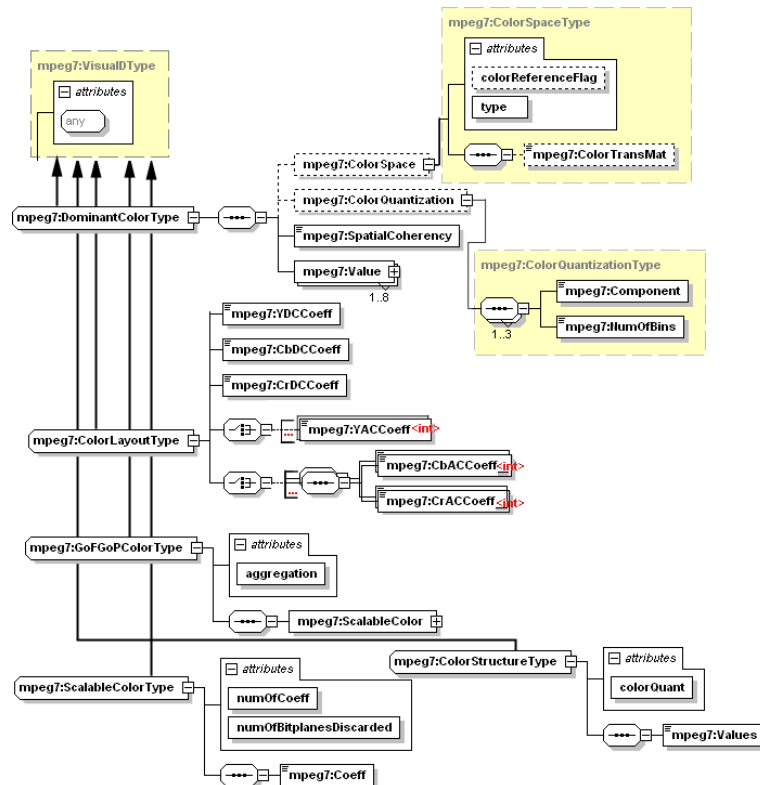 mpeg7:ColorSpaceType
attributes
colorReferenceFlag
type
mpeg7:ColorTransMat
mpeg7:VisualDType
attributes
any
mpeg7:ColorSpace
mpeg7:ColorQuantization
mpeg7:DominantColorType
mpeg7:SpatialCoherency
mpeg7:Value
1..8
mpeg7:ColorQuantizationType
mpeg7:Component
mpeg7:NumOfBins
1..3
mpeg7:YDCCoeff
mpeg7:CbDCCoeff
mpeg7:CrDCCoeff
mpeg7:ColorLayoutType
mpeg7:YACCoeff <int>
mpeg7:CbACCoeff <int>
mpeg7:CrACCoeff <int>
mpeg7:GoFGoPColorType
attributes
aggregation
mpeg7:ScalableColor
mpeg7:ColorStructureType
attributes
colorQuant
mpeg7:Values
mpeg7:ScalableColorType
attributes
numOfCoeff
numOfBitplanesDiscarded
mpeg7:Coeff